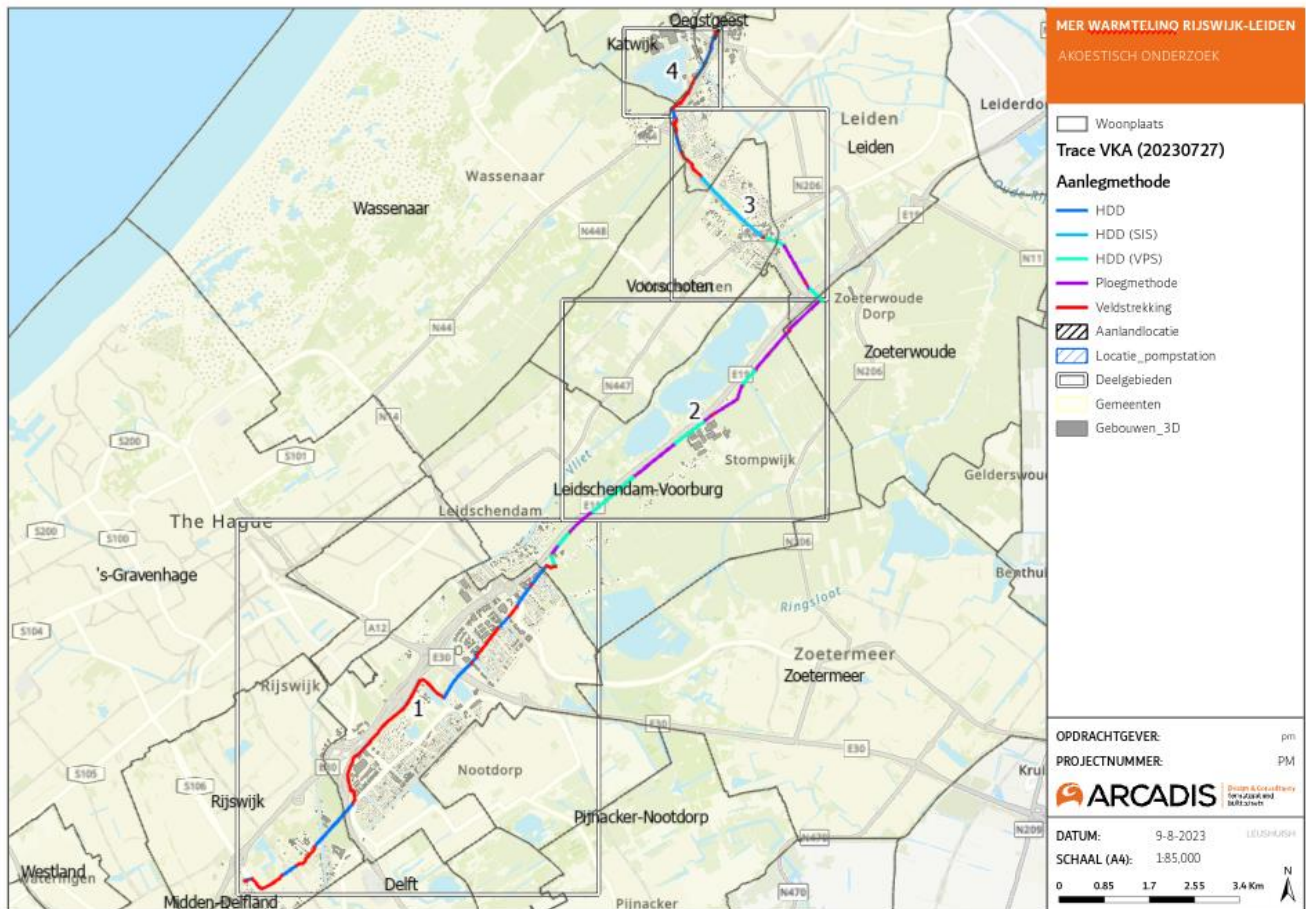 Oegstgeest
Katwijk
4
Leiden
Leiden
Wassenaar
Wassenaar
N206
3
E19
N448
N11
Voorschoten
Zoeterwoude
Dorp
Zoeterwoude
N44
N206
N447
E19
2
N14
S200
S101
Stompwijk
Vliet
Leidschendam-Voorburg
Leidschendam
The Hague
S200
S100
N206
's-Gravenhage
Ringsloot
S104
A12
E30
Zoetermeer
Zoetermeer
Rijswijk
1
E30
E30
S105
Nootdorp
S106
Rijswijk
Pijnacker-Nootdorp
N209
N470
Westland
Wateringen
Delft
N470
Midden-Delfland
Pijnacker
MER WARMTELINQ RIJSWIJK-LEIDEN
AKOESTISCH ONDERZOEK
Woonplaats
Trace VKA (20230727)
Aanlegmethode
HDD
HDD (SIS)
HDD (VPS)
Ploegmethode
Veldstrekking
Aanlandlocatie
Locatie_pompstation
Deelgebieden
Gemeenten
Gebouwen_3D
OPDRACHTGEVER: pm
PROJECTNUMMER: PM
ARCADIS
DATUM: 9-8-2023
SCHAAL (A4): 1:85,000
N
0 0.85 1.7 2.55 3.4 Km